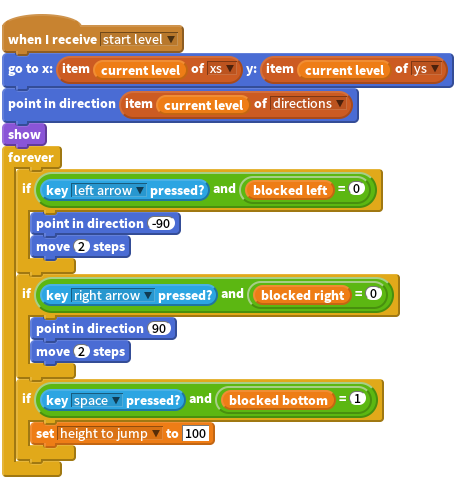 when I receive start level
go to x: item current level of xs y: item current level of ys
point in direction item current level of directions
show
forever
if key left arrow pressed? and blocked left = 0
point in direction -90
move 2 steps
if key right arrow pressed? and blocked right = 0
point in direction 90
move 2 steps
if key space pressed? and blocked bottom = 1
set height to jump to 100